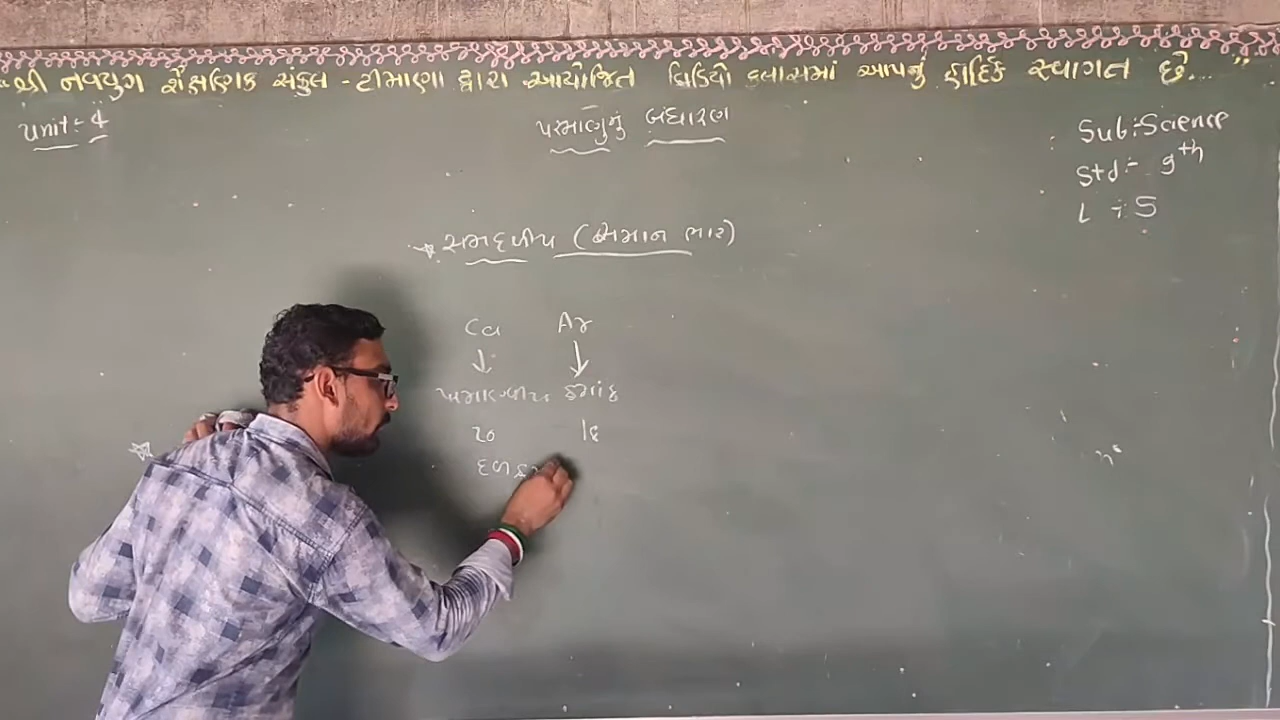 "શ્રી નવયુગ શૈક્ષણિક સંકુલ - ટીમાણા દ્વારા આયોજિત વિડિયો કલાસમાં આપનું હાર્દિક સ્વાગત છે... "
Unit:- 4
પરમાણુનું બંધારણ
Sub:- Science
Std:- 9th
L :- 5
* સમદળીય (સમાન ભાર)
Ca Ar
ક્રમાંક
20 18